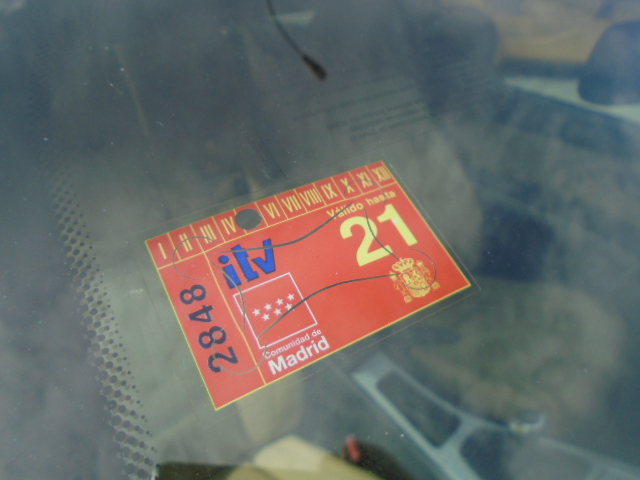 I II III IV VI VII VIII IX X XI XII
Válido hasta
21
itv
2848
Comunidad de
Madrid